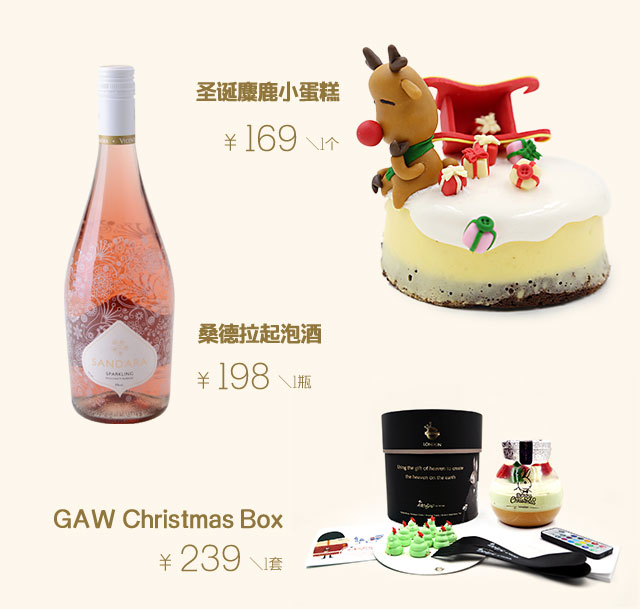 圣诞麋鹿小蛋糕
¥ 169 \1个
SANDARA
SPARKLING
桑德拉起泡酒
¥ 198 \1瓶
LONDON
Using the gift of heaven to create
the heaven on the earth
GAW Christmas Box
¥ 239 \1套